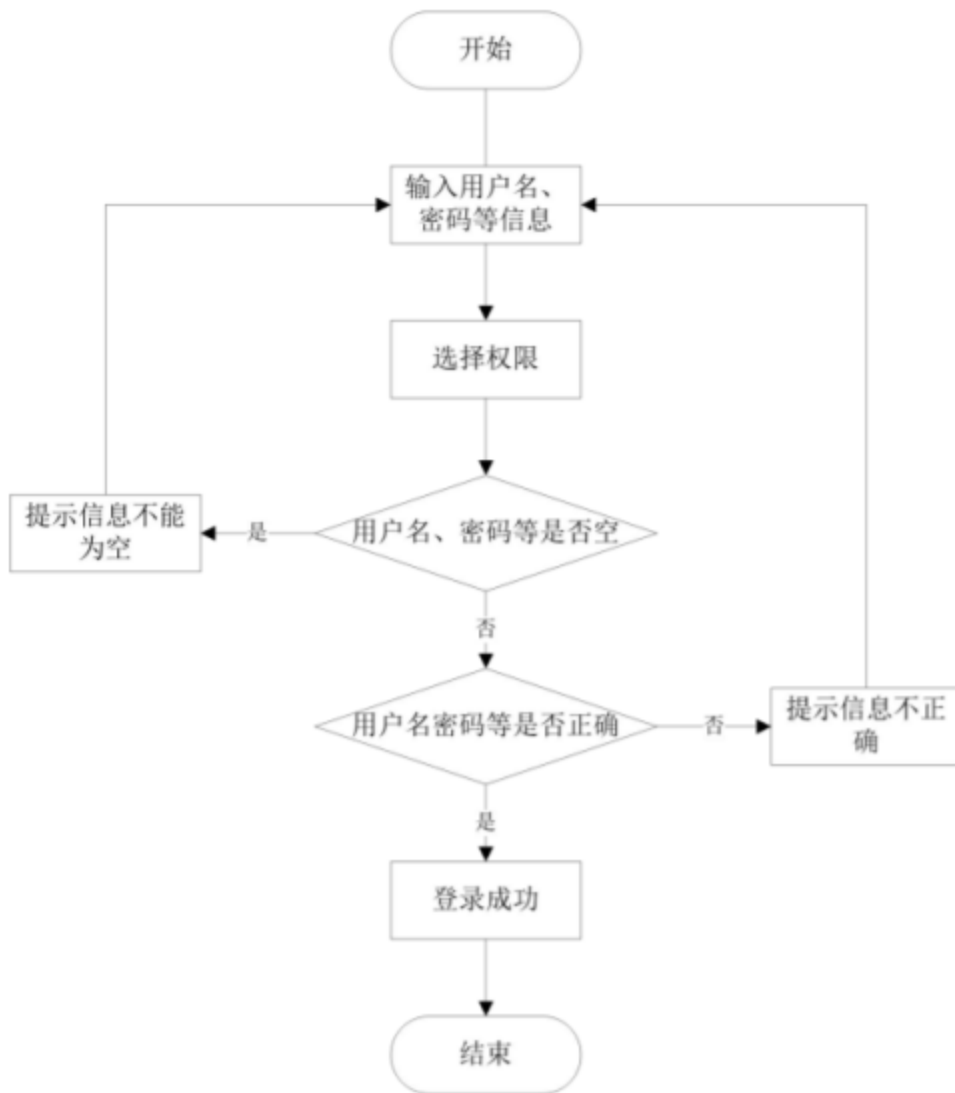 开始
输入用户名、
密码等信息
选择权限
用户名、密码等是否空
是
提示信息不能
为空
否
用户名密码等是否正确
否
提示信息不正
确
是
登录成功
结束